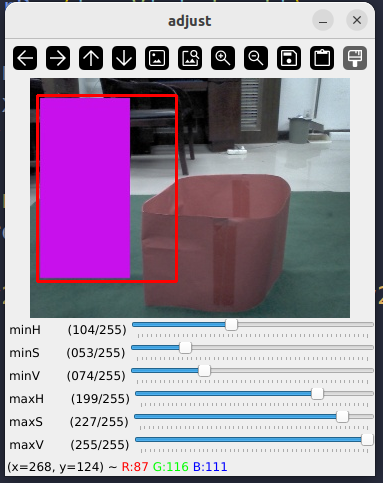 adjust
minH (104/255)
minS (053/255)
minV (074/255)
maxH (199/255)
maxS (227/255)
maxV (255/255)
(x=268, y=124) ~ R:87 G:116 B:111